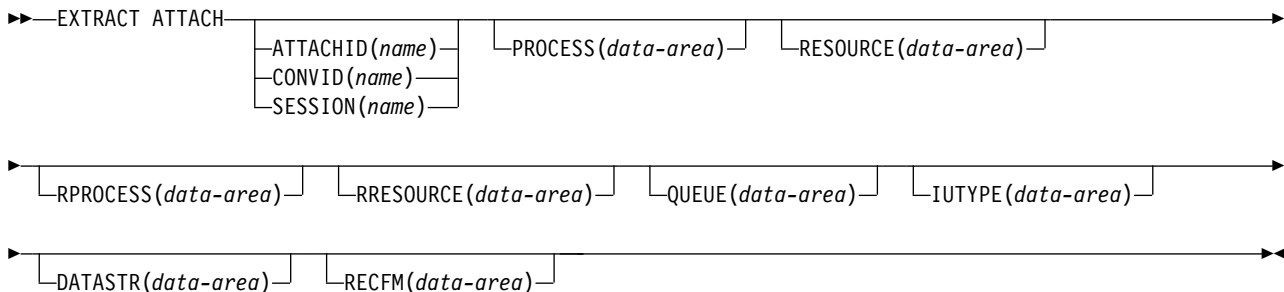 EXTRACT ATTACH
ATTACHID(name) PROCESS(data-area) RESOURCE(data-area)
CONVID(name)
SESSION(name)
RPROCESS(data-area) RRESOURCE(data-area) QUEUE(data-area) IUTYPE(data-area)
DATASTR(data-area) RECFM(data-area)